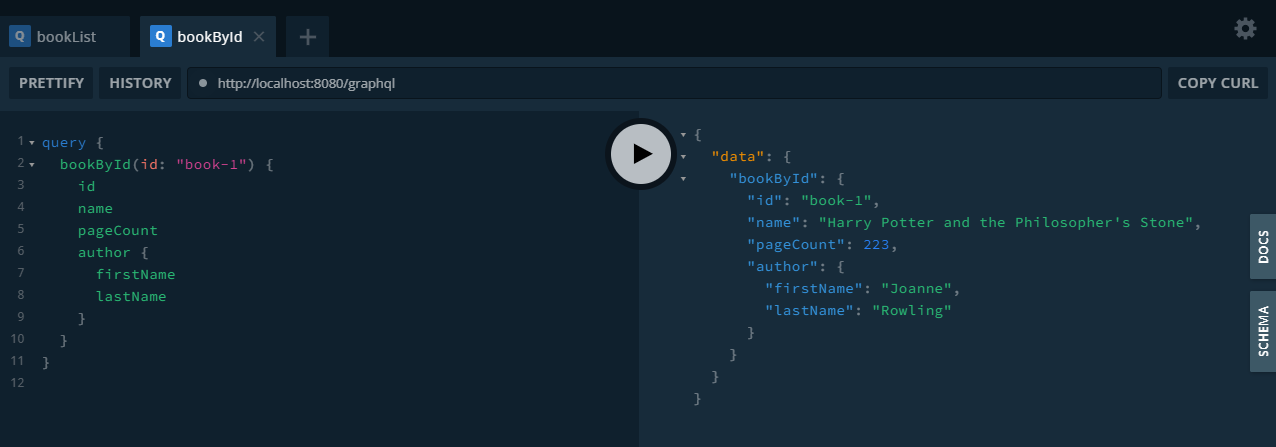 Q bookList
Q bookById ✕ +
PRETTIFY HISTORY http://localhost:8080/graphql COPY CURL
1 query {
2 bookById(id: "book-1") {
3 id
4 name
5 pageCount
6 author {
7 firstName
8 lastName
9 }
10 }
11 }
12
{
"data": {
"bookById": {
"id": "book-1",
"name": "Harry Potter and the Philosopher's Stone",
"pageCount": 223,
"author": {
"firstName": "Joanne",
"lastName": "Rowling"
}
}
}
}
DOCS
SCHEMA